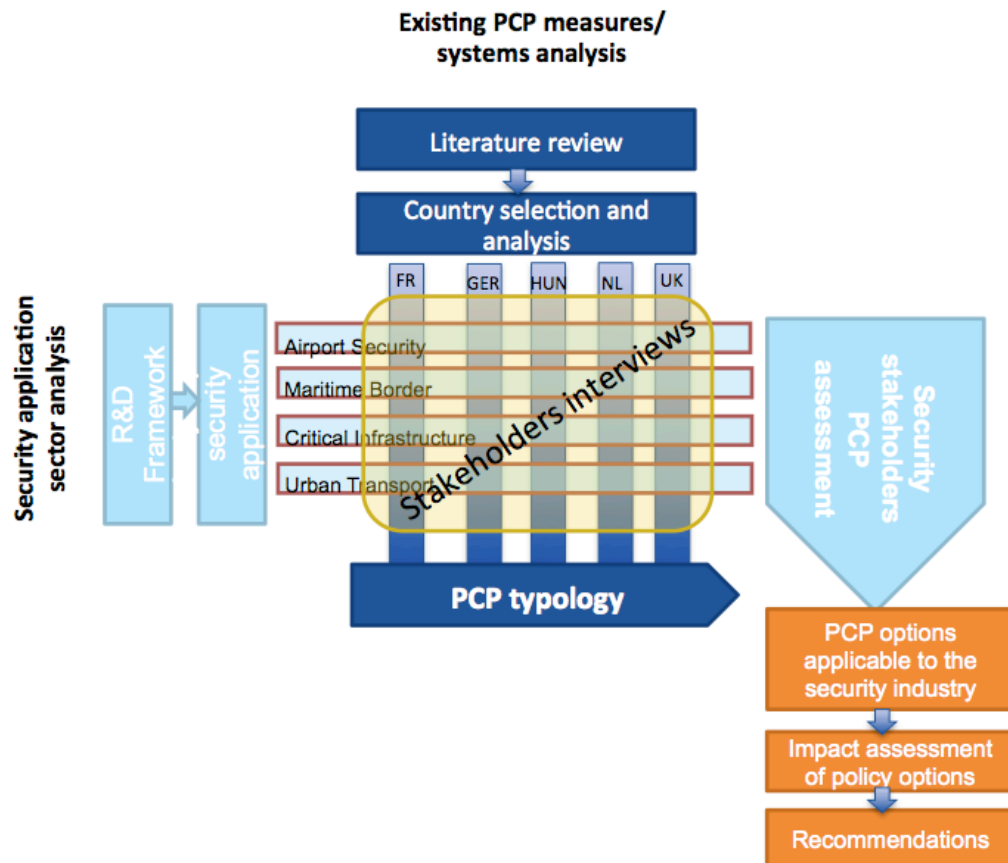 Existing PCP measures/
systems analysis
Literature review
Country selection and
analysis
FR
GER
HUN
NL
UK
Security application
sector analysis
R&D
Framework
security
application
Airport Security
Maritime Border
Critical Infrastructure
Urban Transport
Stakeholders interviews
Security
stakeholders
PCP
assessment
PCP typology
PCP options
applicable to the
security industry
Impact assessment
of policy options
Recommendations